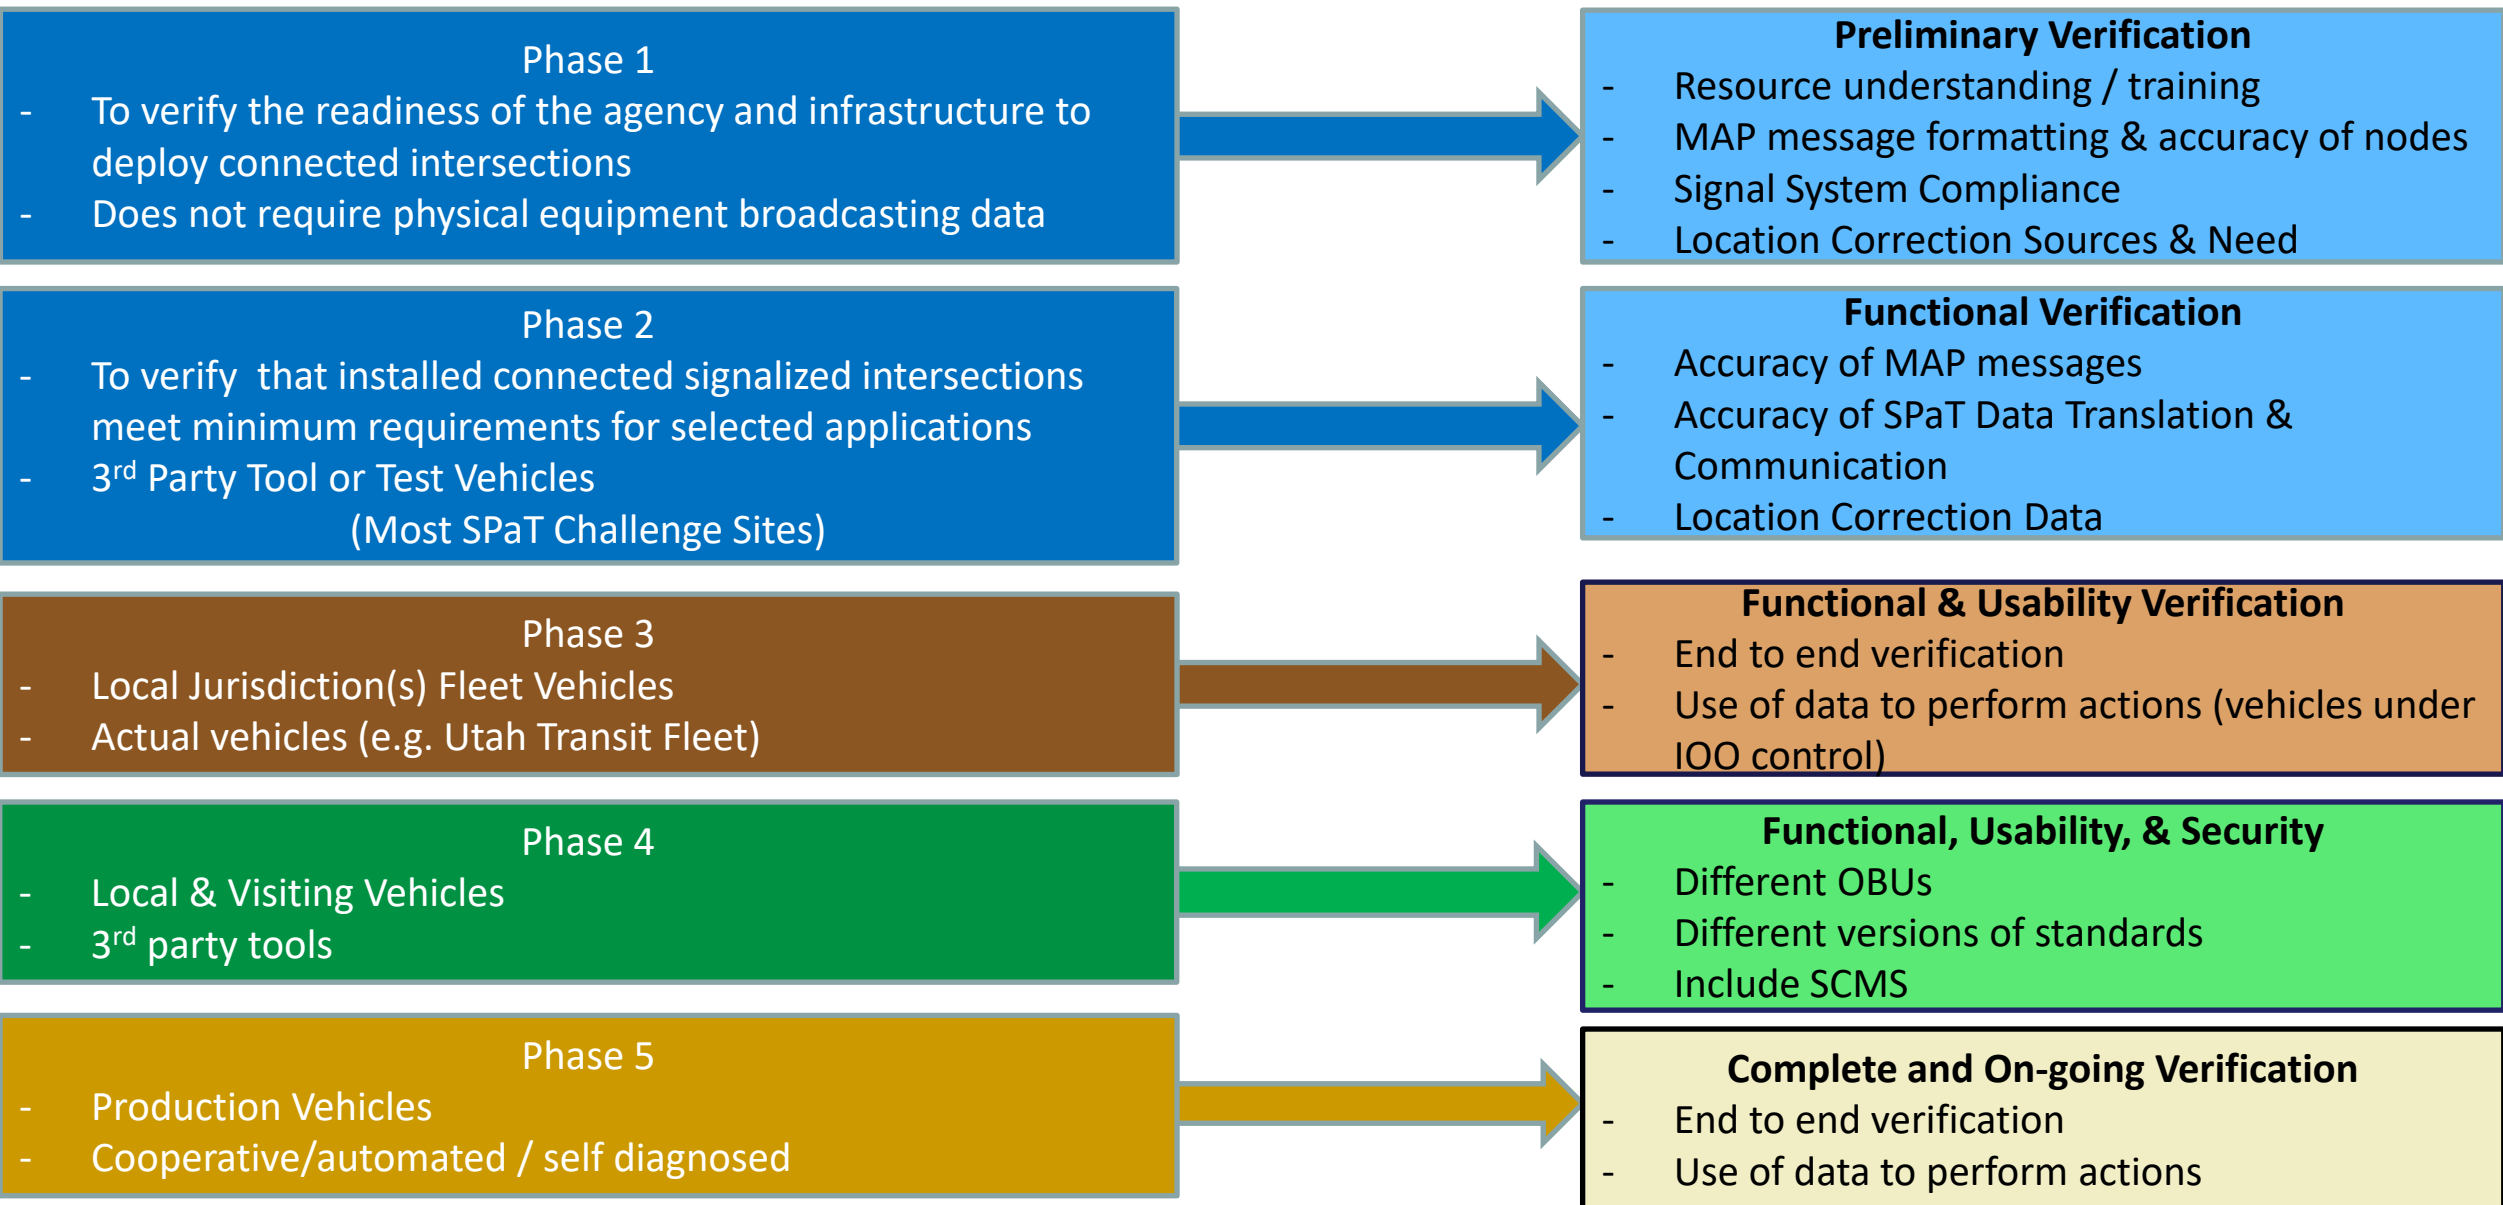 Phase 1
- To verify the readiness of the agency and infrastructure to
deploy connected intersections
- Does not require physical equipment broadcasting data
Preliminary Verification
- Resource understanding / training
- MAP message formatting & accuracy of nodes
- Signal System Compliance
- Location Correction Sources & Need
Phase 2
- To verify that installed connected signalized intersections
meet minimum requirements for selected applications
- 3rd Party Tool or Test Vehicles
(Most SPaT Challenge Sites)
Functional Verification
- Accuracy of MAP messages
- Accuracy of SPaT Data Translation &
Communication
- Location Correction Data
Phase 3
- Local Jurisdiction(s) Fleet Vehicles
- Actual vehicles (e.g. Utah Transit Fleet)
Functional & Usability Verification
- End to end verification
- Use of data to perform actions (vehicles under
IOO control)
Phase 4
- Local & Visiting Vehicles
- 3rd party tools
Functional, Usability, & Security
- Different OBUs
- Different versions of standards
- Include SCMS
Phase 5
- Production Vehicles
- Cooperative/automated / self diagnosed
Complete and On-going Verification
- End to end verification
- Use of data to perform actions